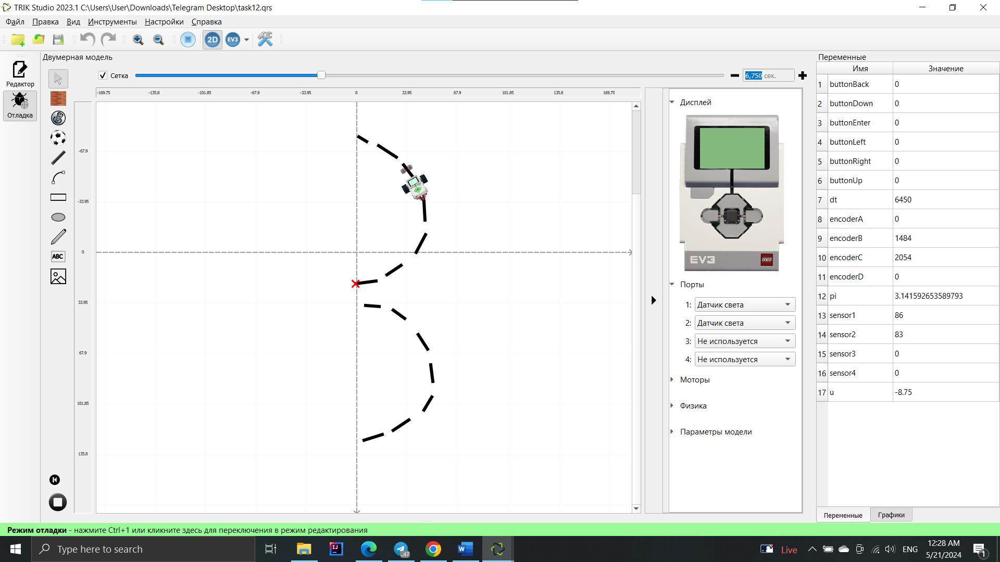 TRIK Studio 2023.1 C:\Users\User\Downloads\Telegram Desktop\task12.qrs
Файл Правка Вид Инструменты Настройки Справка
2D EV3
Редактор
Отладка
Двумерная модель
Сетка
6,750 сек.
-169.75 -135.8 -101.85 -67.9 -33.95 0 33.95 67.9 101.85 135.8 169.75
-67.9
-33.95
0
33.95
67.9
101.85
135.8
ABC
Дисплей
EV3
LEGO
Порты
1: Датчик света
2: Датчик света
3: Не используется
4: Не используется
Моторы
Физика
Параметры модели
Переменные
Имя Значение
1 buttonBack 0
2 buttonDown 0
3 buttonEnter 0
4 buttonLeft 0
5 buttonRight 0
6 buttonUp 0
7 dt 6450
8 encoderA 0
9 encoderB 1484
10 encoderC 2054
11 encoderD 0
12 pi 3.141592653589793
13 sensor1 86
14 sensor2 83
15 sensor3 0
16 sensor4 0
17 u -8.75
Переменные Графики
Режим отладки - нажмите Ctrl+1 или кликните здесь для переключения в режим редактирования
Type here to search
IJ
.47
W
Live
ENG
12:28 AM
5/21/2024
1